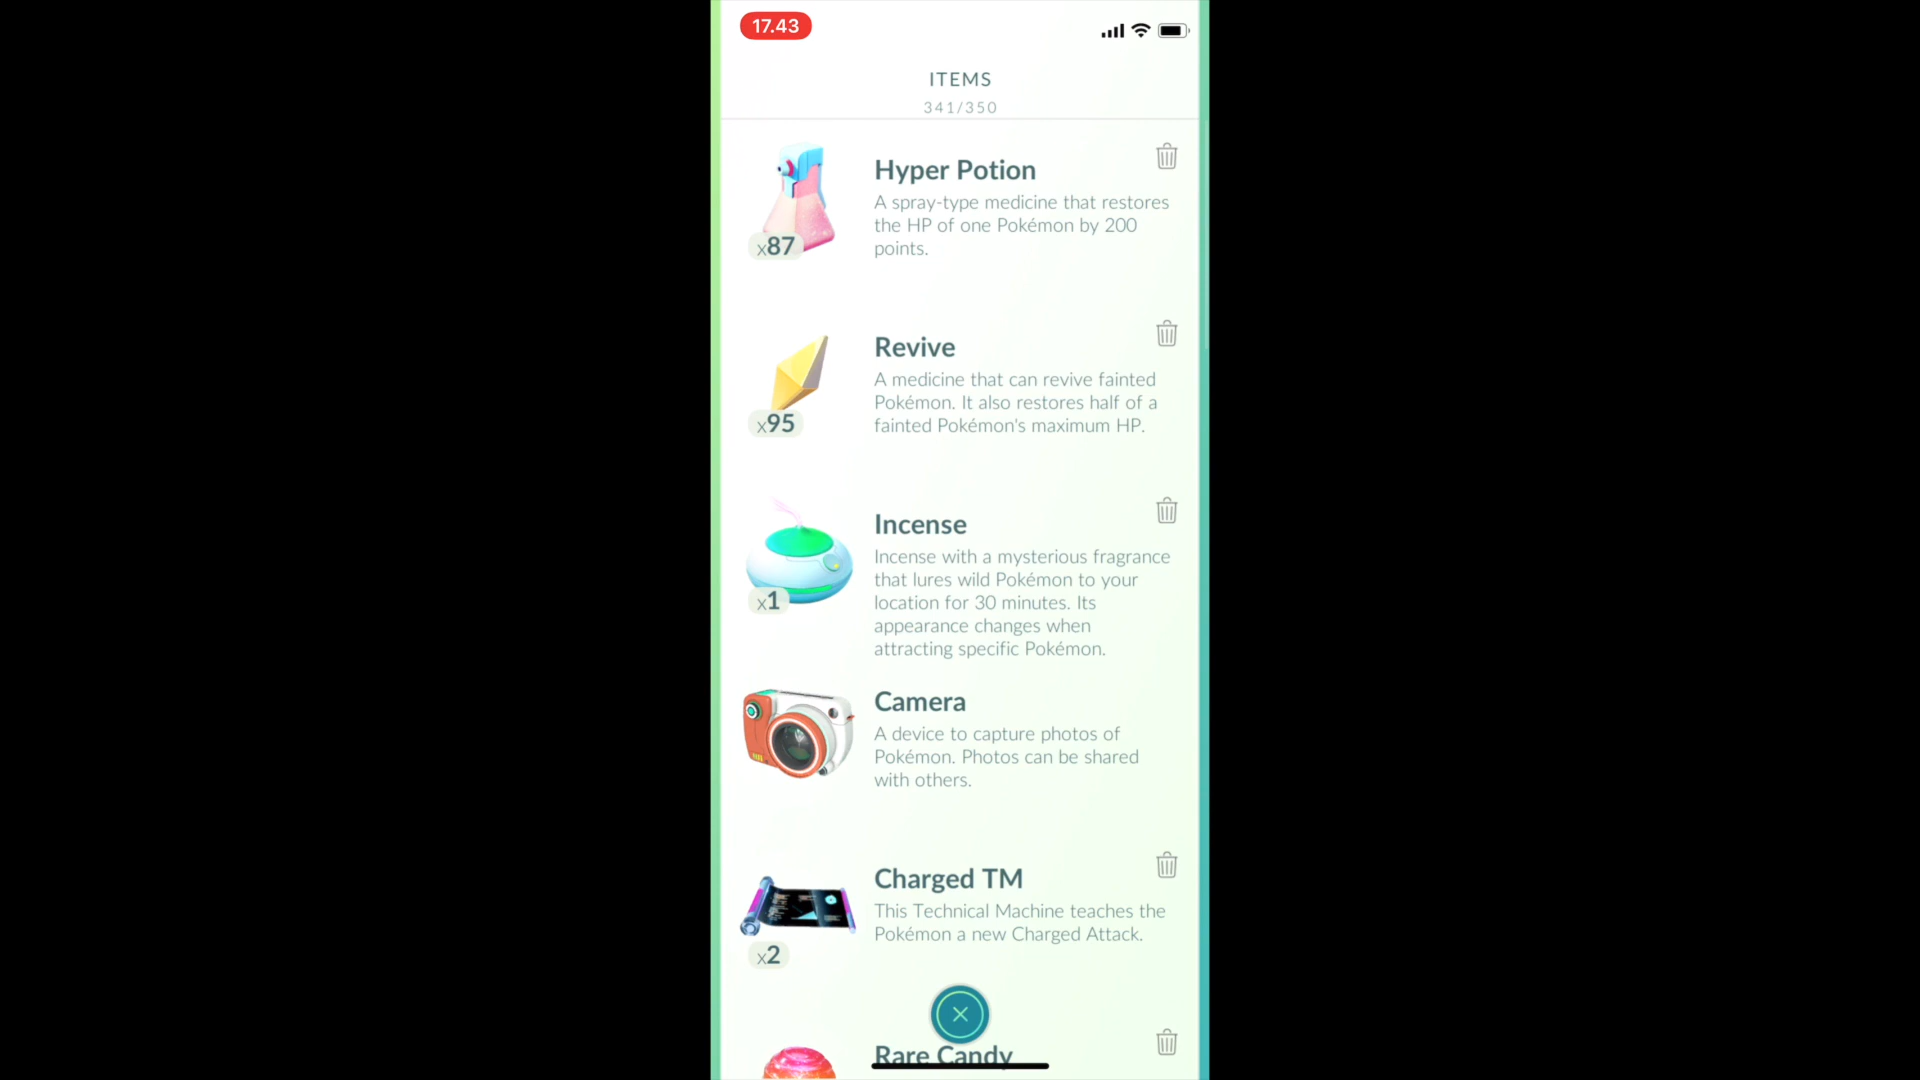 17.43
ITEMS
341/350
Hyper Potion
A spray-type medicine that restores
the HP of one Pokémon by 200
points.
x87
Revive
A medicine that can revive fainted
Pokémon. It also restores half of a
fainted Pokémon's maximum HP.
x95
Incense
Incense with a mysterious fragrance
that lures wild Pokémon to your
location for 30 minutes. Its
appearance changes when
attracting specific Pokémon.
x1
Camera
A device to capture photos of
Pokémon. Photos can be shared
with others.
Charged TM
This Technical Machine teaches the
Pokémon a new Charged Attack.
x2
Rare Candy